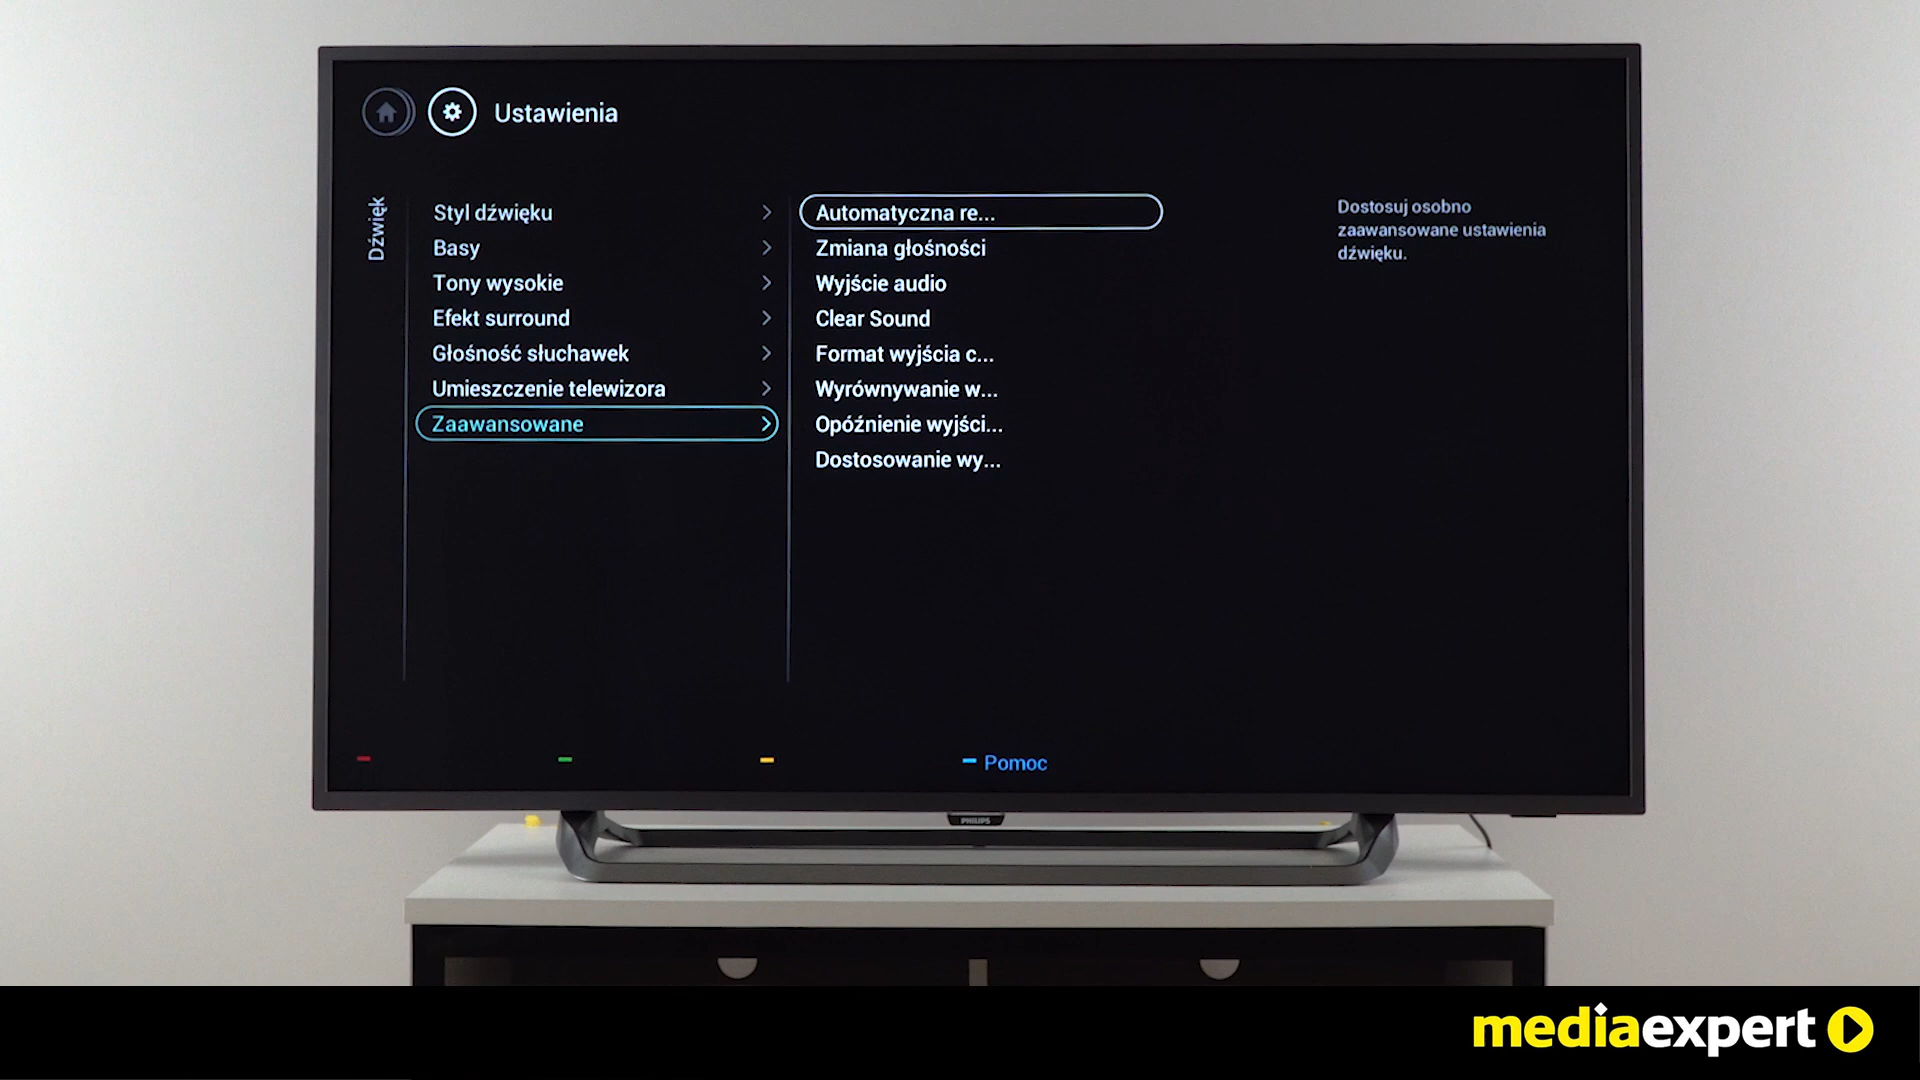 Ustawienia
Dźwięk
Styl dźwięku
Basy
Tony wysokie
Efekt surround
Głośność słuchawek
Umieszczenie telewizora
Zaawansowane
Automatyczna re...
Zmiana głośności
Wyjście audio
Clear Sound
Format wyjścia c...
Wyrównywanie w...
Opóźnienie wyjści...
Dostosowanie wy...
Dostosuj osobno
zaawansowane ustawienia
dźwięku.
Pomoc
PHILIPS
mediaexpert